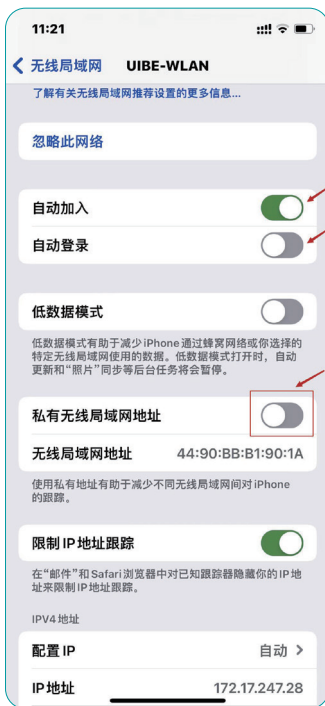 11:21
无线局域网 UIBE-WLAN
了解有关无线局域网推荐设置的更多信息...
忽略此网络
自动加入
自动登录
低数据模式
低数据模式有助于减少iPhone通过蜂窝网络或你选择的
特定无线局域网使用的数据。低数据模式打开时，自动
更新和“照片”同步等后台任务将会暂停。
私有无线局域网地址
无线局域网地址 44:90:BB:B1:90:1A
使用私有地址有助于减少不同无线局域网间对iPhone
的跟踪。
限制IP地址跟踪
在“邮件”和Safari浏览器中对已知跟踪器隐藏你的IP地
址来限制IP地址跟踪。
IPV4地址
配置IP 自动
IP地址 172.17.247.28